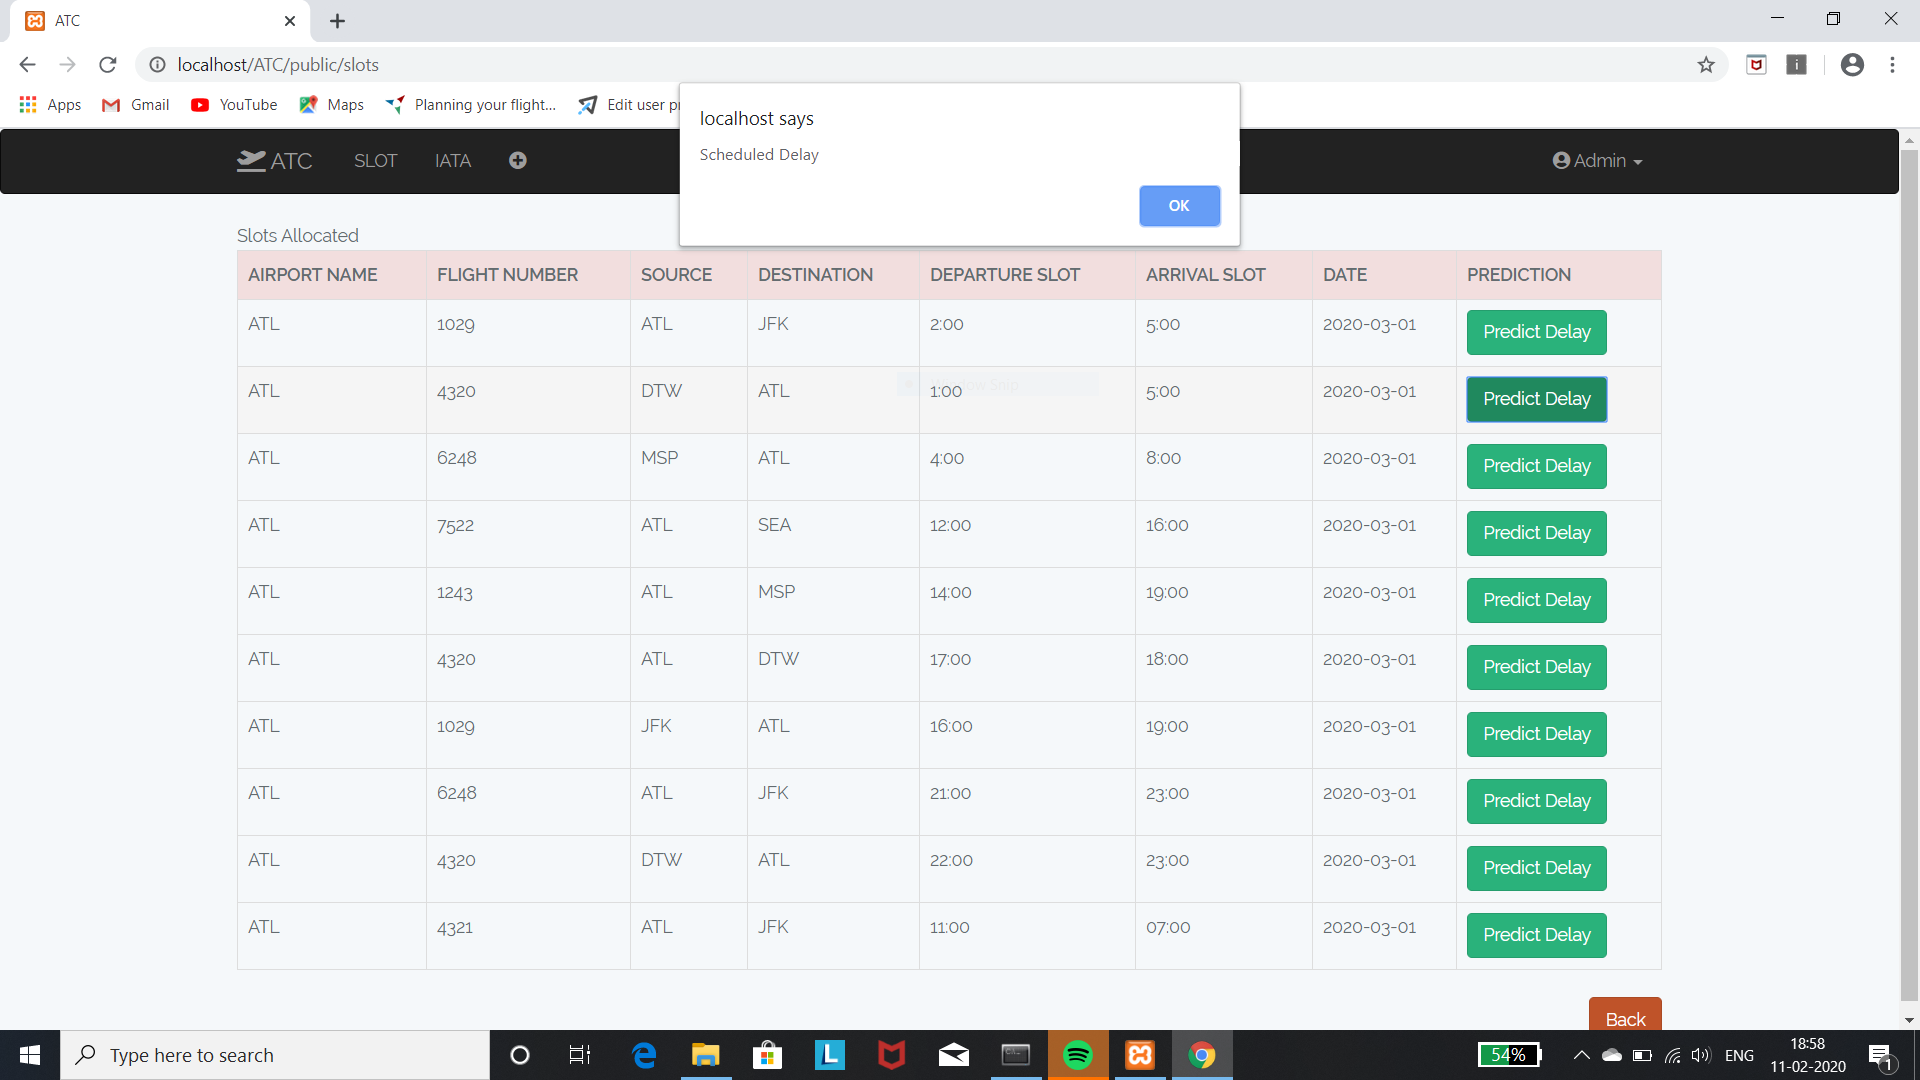 ATC
localhost/ATC/public/slots
Apps Gmail YouTube Maps Planning your flight... Edit user pr
localhost says
Scheduled Delay
OK
ATC SLOT IATA Admin
Slots Allocated
AIRPORT NAME FLIGHT NUMBER SOURCE DESTINATION DEPARTURE SLOT ARRIVAL SLOT DATE PREDICTION
ATL 1029 ATL JFK 2:00 5:00 2020-03-01 Predict Delay
ATL 4320 DTW ATL 1:00 5:00 2020-03-01 Predict Delay
ATL 6248 MSP ATL 4:00 8:00 2020-03-01 Predict Delay
ATL 7522 ATL SEA 12:00 16:00 2020-03-01 Predict Delay
ATL 1243 ATL MSP 14:00 19:00 2020-03-01 Predict Delay
ATL 4320 ATL DTW 17:00 18:00 2020-03-01 Predict Delay
ATL 1029 JFK ATL 16:00 19:00 2020-03-01 Predict Delay
ATL 6248 ATL JFK 21:00 23:00 2020-03-01 Predict Delay
ATL 4320 DTW ATL 22:00 23:00 2020-03-01 Predict Delay
ATL 4321 ATL JFK 11:00 07:00 2020-03-01 Predict Delay
Back
Type here to search
54%
ENG
18:58
11-02-2020
1